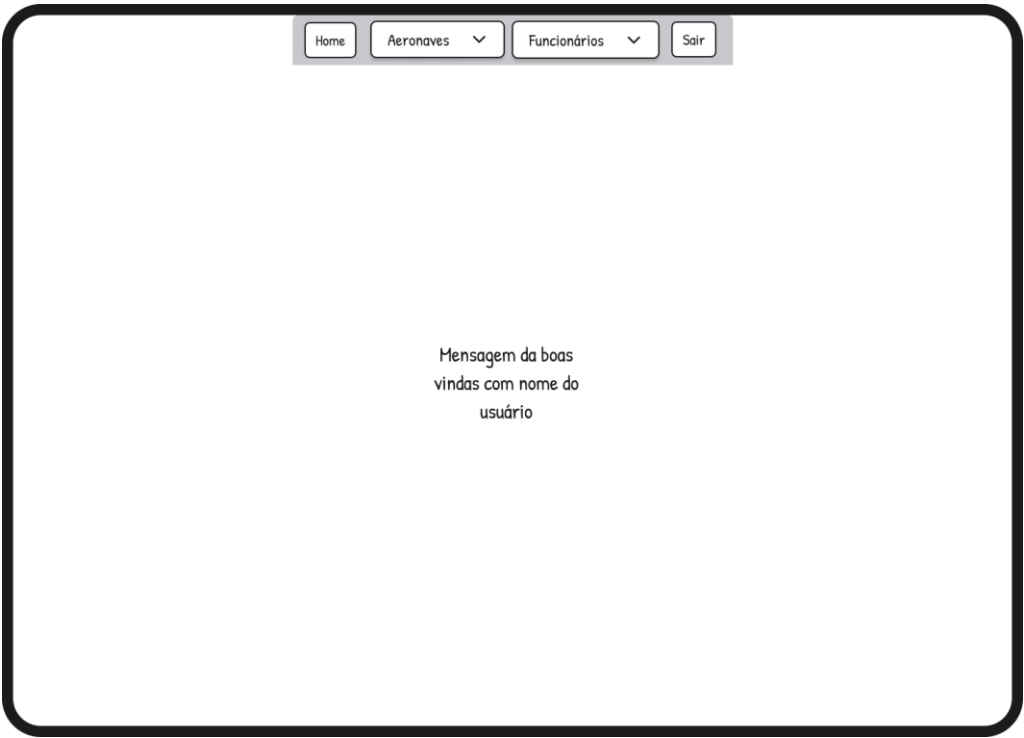 Home Aeronaves Funcionários Sair
Mensagem da boas
vindas com nome do
usuário